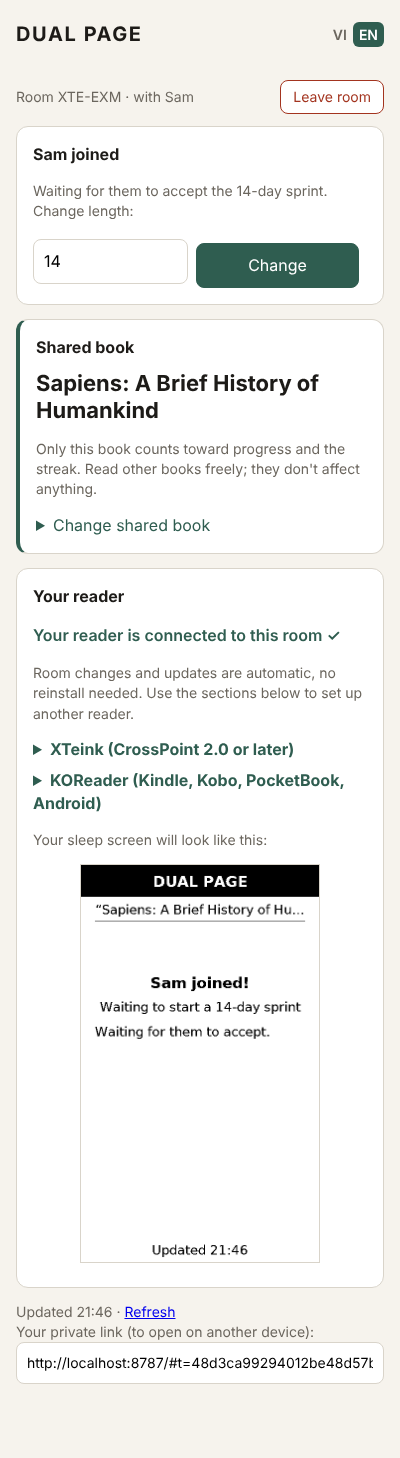 DUAL PAGE
VI EN
Room XTE-EXM · with Sam
Leave room
Sam joined
Waiting for them to accept the 14-day sprint.
Change length:
14
Change
Shared book
Sapiens: A Brief History of
Humankind
Only this book counts toward progress and the
streak. Read other books freely; they don't affect
anything.
▶ Change shared book
Your reader
Your reader is connected to this room ✓
Room changes and updates are automatic, no
reinstall needed. Use the sections below to set up
another reader.
▶ XTeink (CrossPoint 2.0 or later)
▶ KOReader (Kindle, Kobo, PocketBook,
Android)
Your sleep screen will look like this:
DUAL PAGE
“Sapiens: A Brief History of Hu...
Sam joined!
Waiting to start a 14-day sprint
Waiting for them to accept.
Updated 21:46
Updated 21:46 · Refresh
Your private link (to open on another device):
http://localhost:8787/#t=48d3ca99294012be48d57b